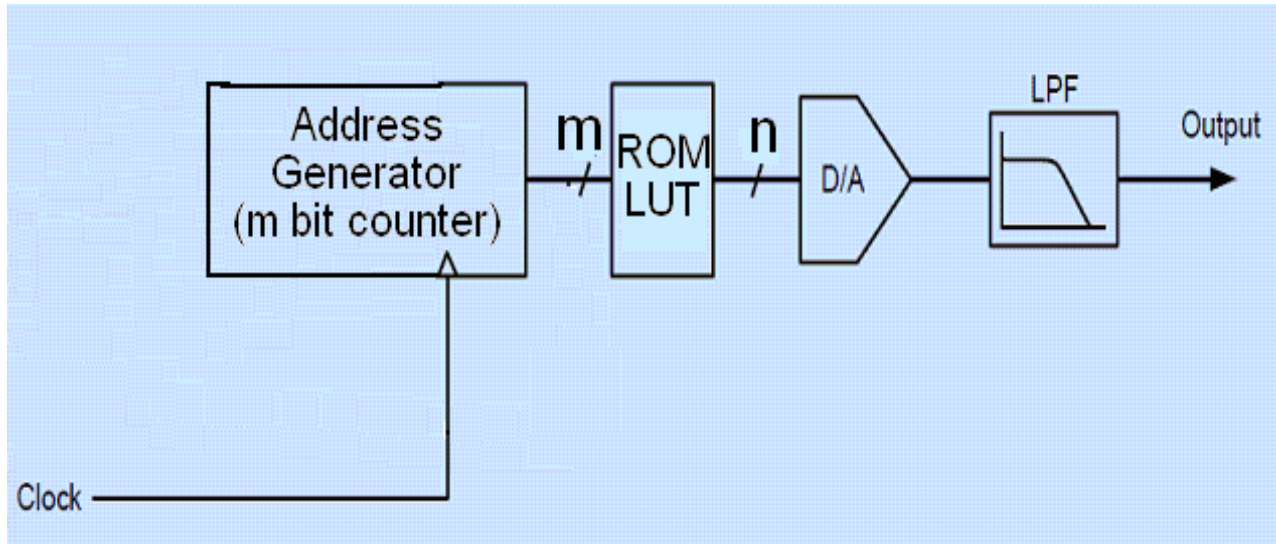 Address
Generator
(m bit counter)
m
ROM
LUT
n
D/A
LPF
Output
Clock